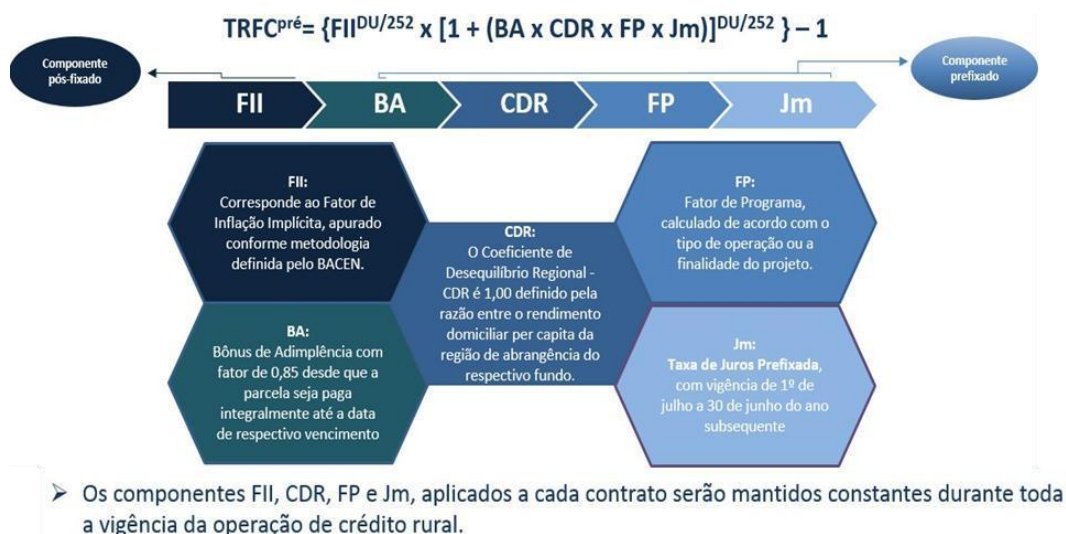 TRFCpré= {FIIDU/252 x [1 + (BA x CDR x FP x Jm)]DU/252 } – 1
Componente
pós-fixado
Componente
prefixado
FII
BA
CDR
FP
Jm
FII:
Corresponde ao Fator de
Inflação Implícita, apurado
conforme metodologia
definida pelo BACEN.
BA:
Bônus de Adimplência com
fator de 0,85 desde que a
parcela seja paga
integralmente até a data
de respectivo vencimento
CDR:
O Coeficiente de
Desequilíbrio Regional -
CDR é 1,00 definido pela
razão entre o rendimento
domiciliar per capita da
região de abrangência do
respectivo fundo.
FP:
Fator de Programa,
calculado de acordo com o
tipo de operação ou a
finalidade do projeto.
Jm:
Taxa de Juros Prefixada,
com vigência de 1º de
julho a 30 de junho do ano
subsequente
➢ Os componentes FII, CDR, FP e Jm, aplicados a cada contrato serão mantidos constantes durante toda
a vigência da operação de crédito rural.